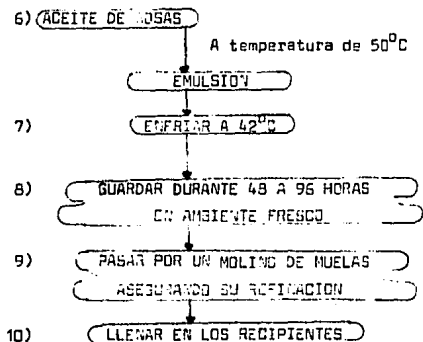 6) ACEITE DE ROSAS
A temperatura de 50°C
EMULSION
7) ENFRIAR A 42°C
8) GUARDAR DURANTE 48 A 96 HORAS
EN AMBIENTE FRESCO
9) PASAR POR UN MOLINO DE MUELAS
ASEGURANDO SU REFINACION
10) LLENAR EN LOS RECIPIENTES